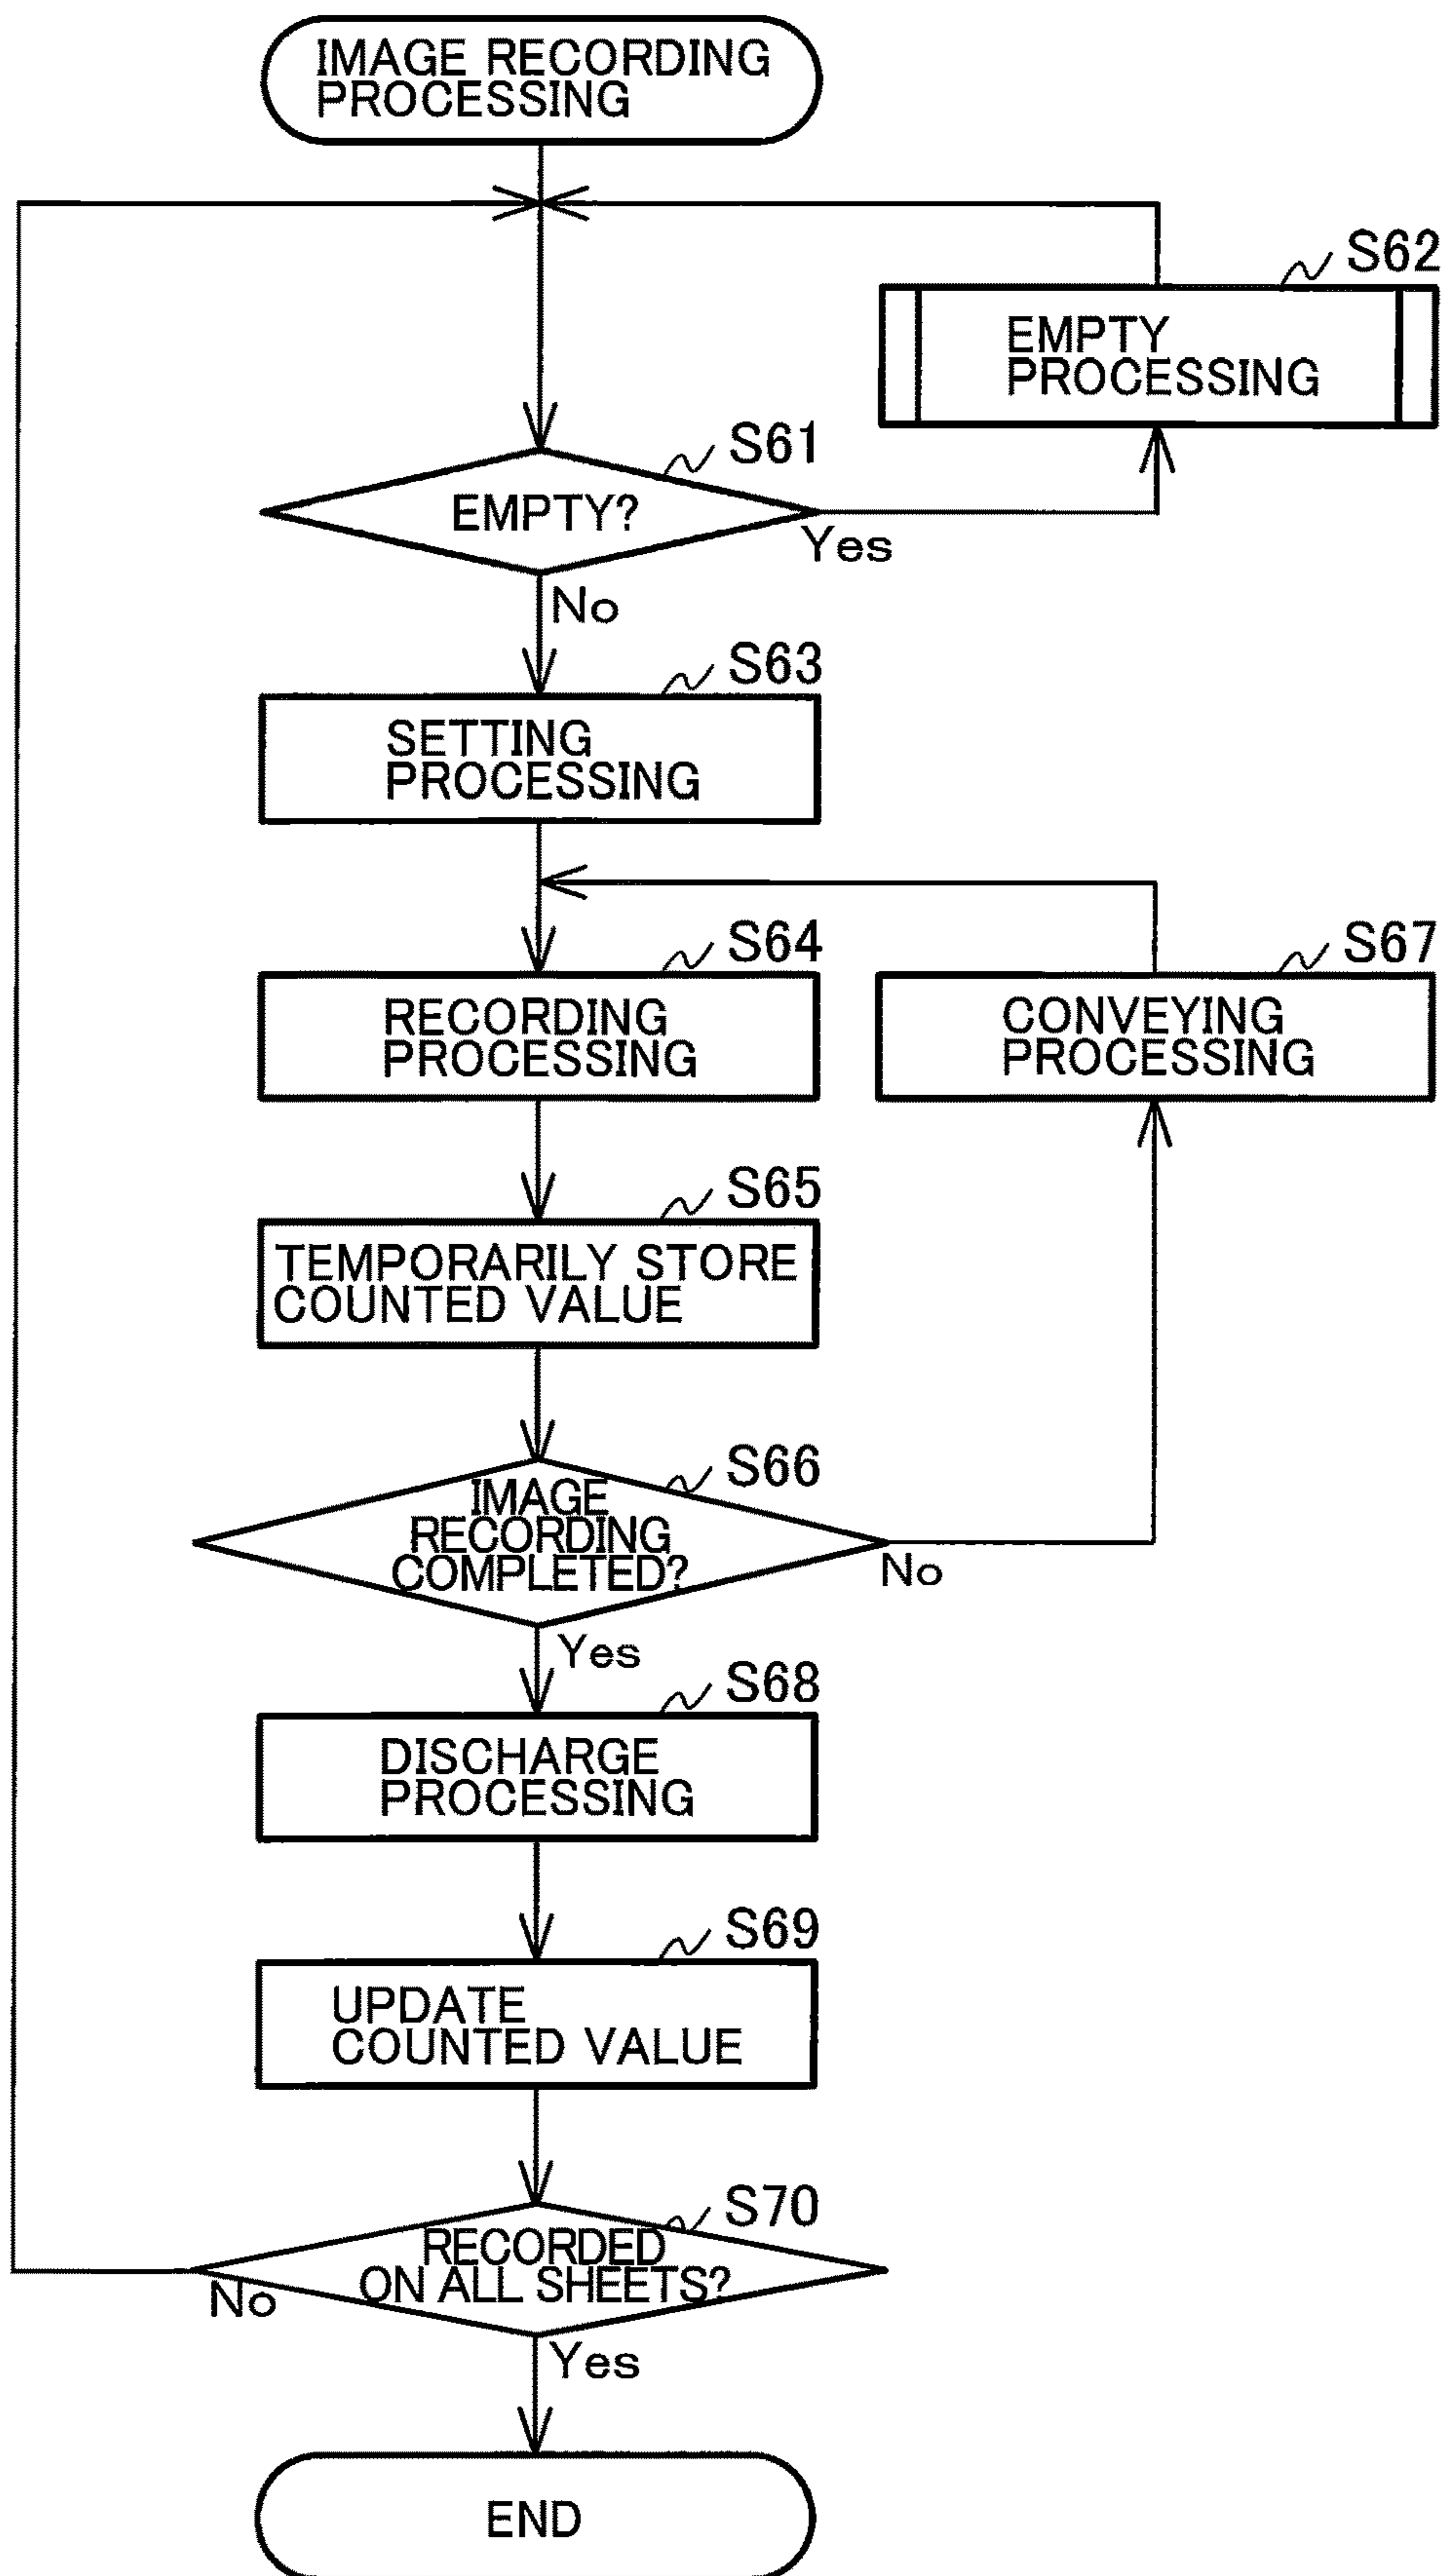 IMAGE RECORDING
PROCESSING
S62
EMPTY
PROCESSING
S61
EMPTY?
Yes
No
S63
SETTING
PROCESSING
S64
RECORDING
PROCESSING
S67
CONVEYING
PROCESSING
S65
TEMPORARILY STORE
COUNTED VALUE
S66
IMAGE
RECORDING
COMPLETED?
No
Yes
S68
DISCHARGE
PROCESSING
S69
UPDATE
COUNTED VALUE
S70
RECORDED
ON ALL SHEETS?
No
Yes
END